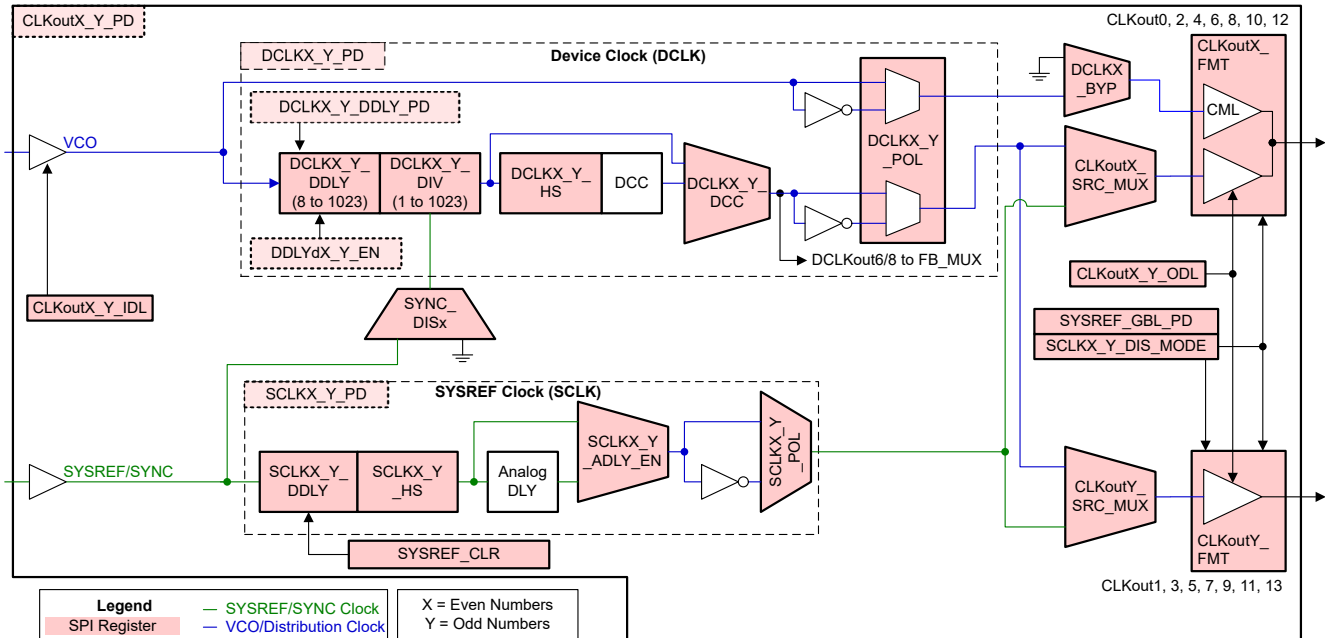 CLKoutX_Y_PD
CLKout0, 2, 4, 6, 8, 10, 12
DCLKX_Y_PD
Device Clock (DCLK)
CLKoutX_
FMT
DCLKX
_BYP
DCLKX_Y_DDLY_PD
CML
VCO
DCLKX_Y_
DDLY
(8 to 1023)
DCLKX_Y_
DIV
(1 to 1023)
DCLKX_Y_
HS
DCC
DCLKX_Y_
DCC
DCLKX_Y
_POL
CLKoutX_
SRC_MUX
DDLYdX_Y_EN
DCLKout6/8 to FB_MUX
CLKoutX_Y_ODL
CLKoutX_Y_IDL
SYNC_
DISx
SYSREF_GBL_PD
SCLKX_Y_DIS_MODE
SCLKX_Y_PD
SYSREF Clock (SCLK)
SYSREF/SYNC
SCLKX_Y_
DDLY
SCLKX_Y
_HS
Analog
DLY
SCLKX_Y
_ADLY_EN
SCLKX_Y
_POL
CLKoutY_
SRC_MUX
CLKoutY_
FMT
SYSREF_CLR
CLKout1, 3, 5, 7, 9, 11, 13
Legend
SPI Register
SYSREF/SYNC Clock
VCO/Distribution Clock
X = Even Numbers
Y = Odd Numbers